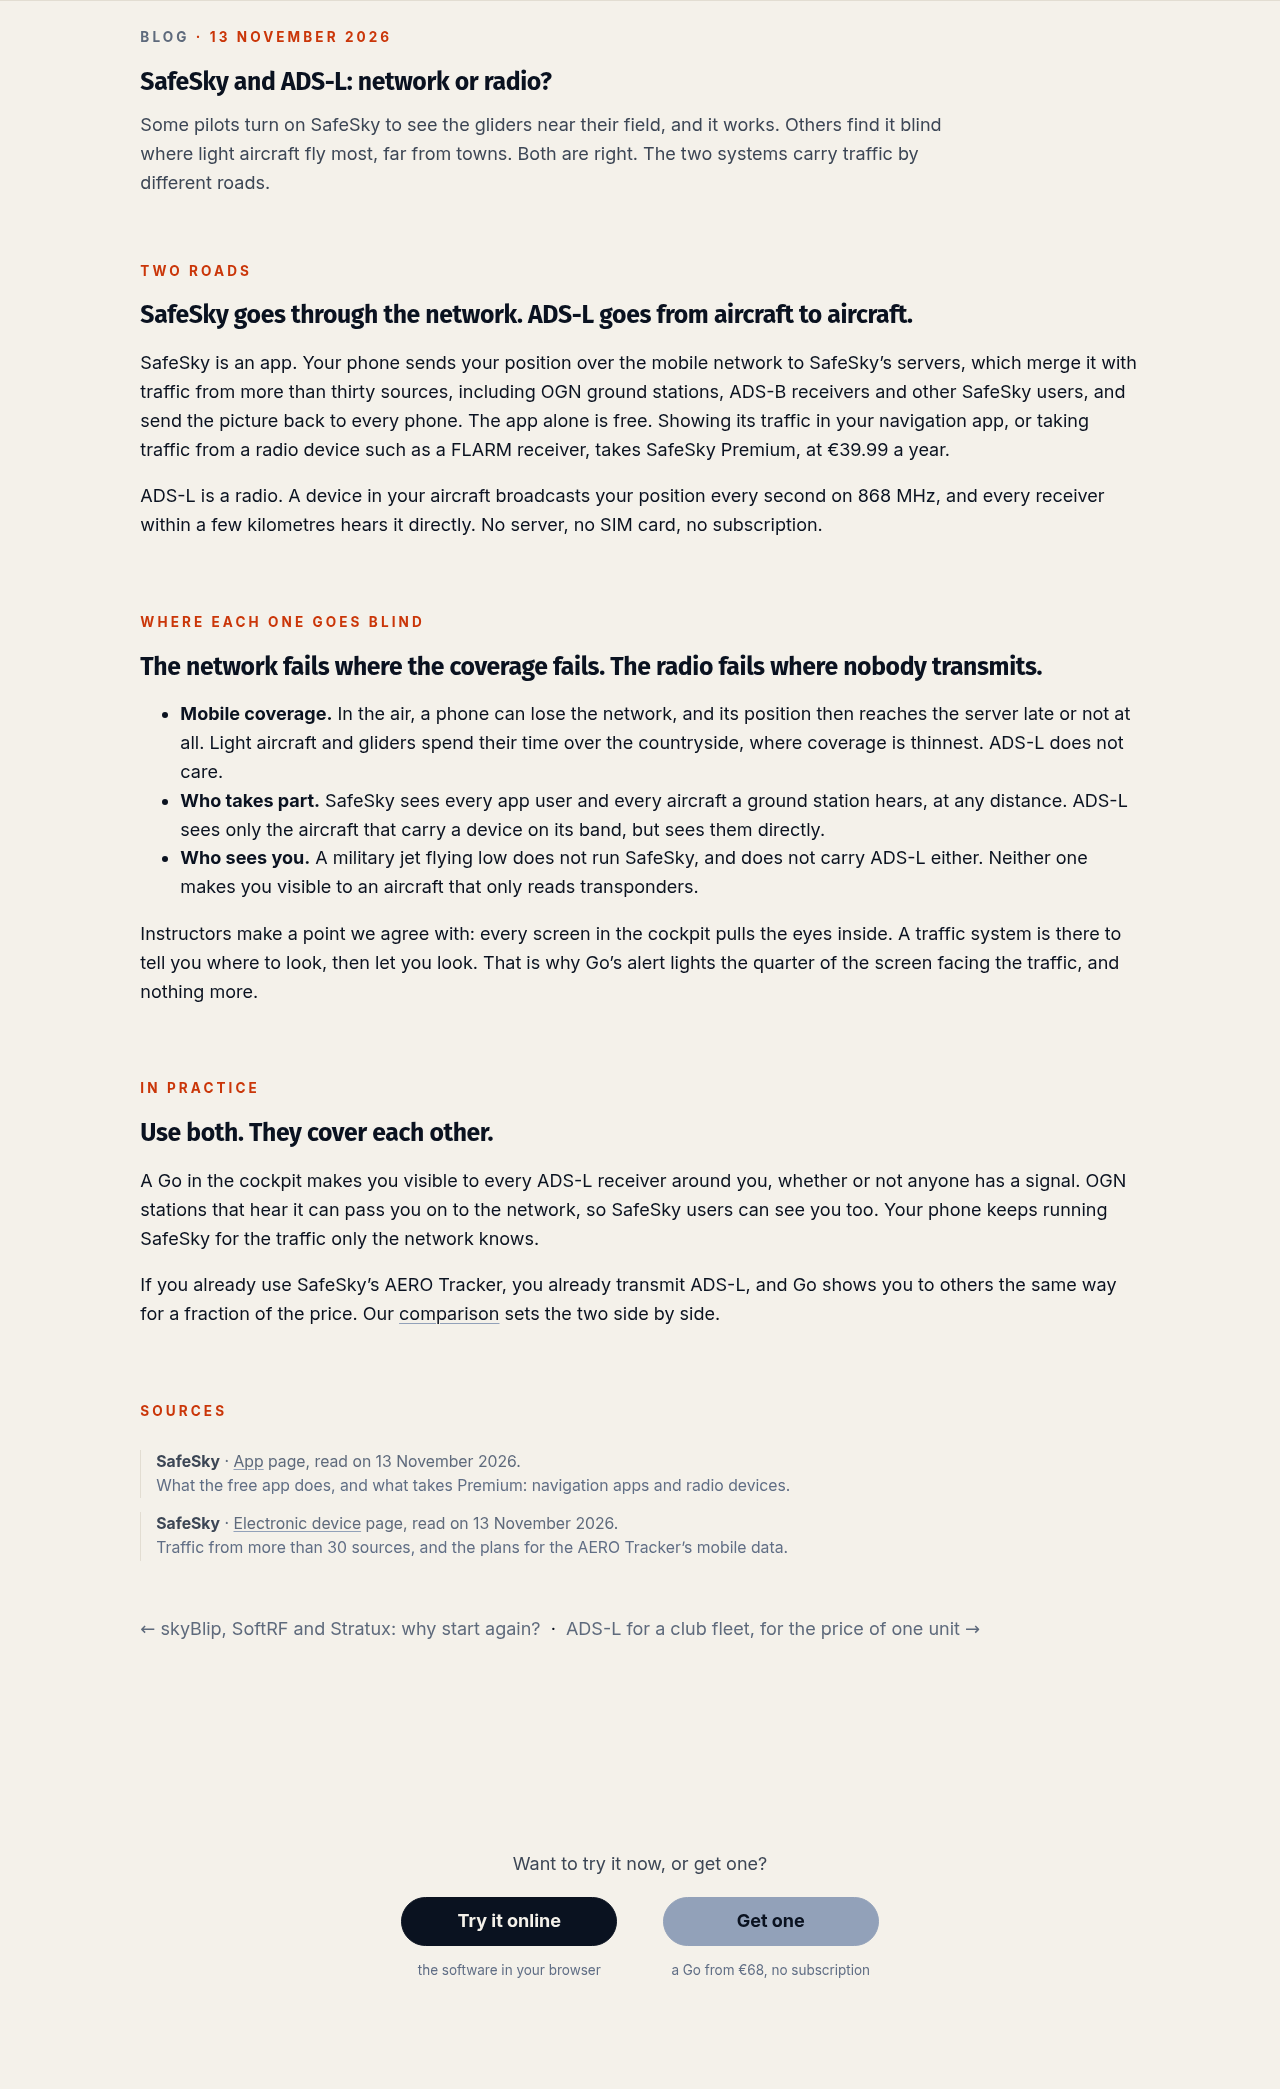 BLOG · 13 NOVEMBER 2026
SafeSky and ADS-L: network or radio?
Some pilots turn on SafeSky to see the gliders near their field, and it works. Others find it blind
where light aircraft fly most, far from towns. Both are right. The two systems carry traffic by
different roads.
TWO ROADS
SafeSky goes through the network. ADS-L goes from aircraft to aircraft.
SafeSky is an app. Your phone sends your position over the mobile network to SafeSky’s servers, which merge it with
traffic from more than thirty sources, including OGN ground stations, ADS-B receivers and other SafeSky users, and
send the picture back to every phone. The app alone is free. Showing its traffic in your navigation app, or taking
traffic from a radio device such as a FLARM receiver, takes SafeSky Premium, at €39.99 a year.
ADS-L is a radio. A device in your aircraft broadcasts your position every second on 868 MHz, and every receiver
within a few kilometres hears it directly. No server, no SIM card, no subscription.
WHERE EACH ONE GOES BLIND
The network fails where the coverage fails. The radio fails where nobody transmits.
• Mobile coverage. In the air, a phone can lose the network, and its position then reaches the server late or not at
all. Light aircraft and gliders spend their time over the countryside, where coverage is thinnest. ADS-L does not
care.
• Who takes part. SafeSky sees every app user and every aircraft a ground station hears, at any distance. ADS-L
sees only the aircraft that carry a device on its band, but sees them directly.
• Who sees you. A military jet flying low does not run SafeSky, and does not carry ADS-L either. Neither one
makes you visible to an aircraft that only reads transponders.
Instructors make a point we agree with: every screen in the cockpit pulls the eyes inside. A traffic system is there to
tell you where to look, then let you look. That is why Go’s alert lights the quarter of the screen facing the traffic, and
nothing more.
IN PRACTICE
Use both. They cover each other.
A Go in the cockpit makes you visible to every ADS-L receiver around you, whether or not anyone has a signal. OGN
stations that hear it can pass you on to the network, so SafeSky users can see you too. Your phone keeps running
SafeSky for the traffic only the network knows.
If you already use SafeSky’s AERO Tracker, you already transmit ADS-L, and Go shows you to others the same way
for a fraction of the price. Our comparison sets the two side by side.
SOURCES
SafeSky · App page, read on 13 November 2026.
What the free app does, and what takes Premium: navigation apps and radio devices.
SafeSky · Electronic device page, read on 13 November 2026.
Traffic from more than 30 sources, and the plans for the AERO Tracker’s mobile data.
← skyBlip, SoftRF and Stratux: why start again? · ADS-L for a club fleet, for the price of one unit →
Want to try it now, or get one?
Try it online
Get one
the software in your browser
a Go from €68, no subscription